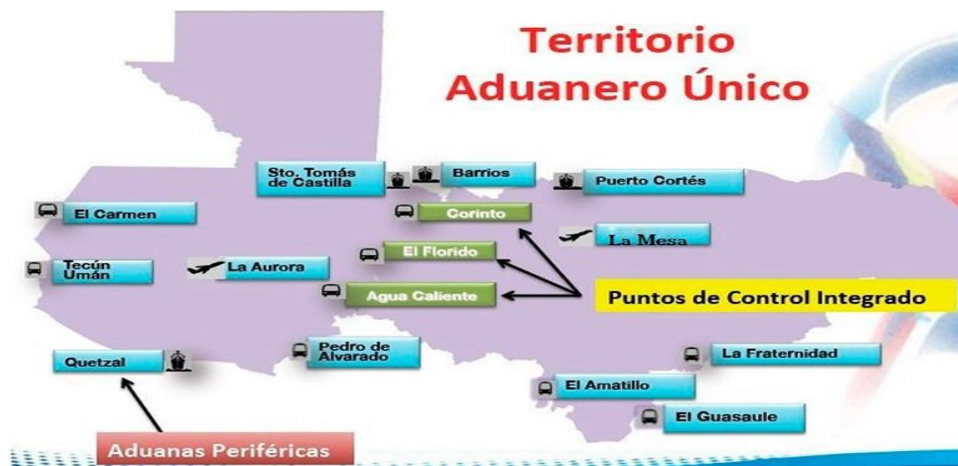 Territorio
Aduanero Único
Sto. Tomás
de Castilla
Barrios
Puerto Cortés
El Carmen
Corinto
La Mesa
El Florido
Tecún
Umán
La Aurora
Agua Caliente
Puntos de Control Integrado
Pedro de
Alvarado
Quetzal
La Fraternidad
El Amatillo
El Guasaule
Aduanas Periféricas